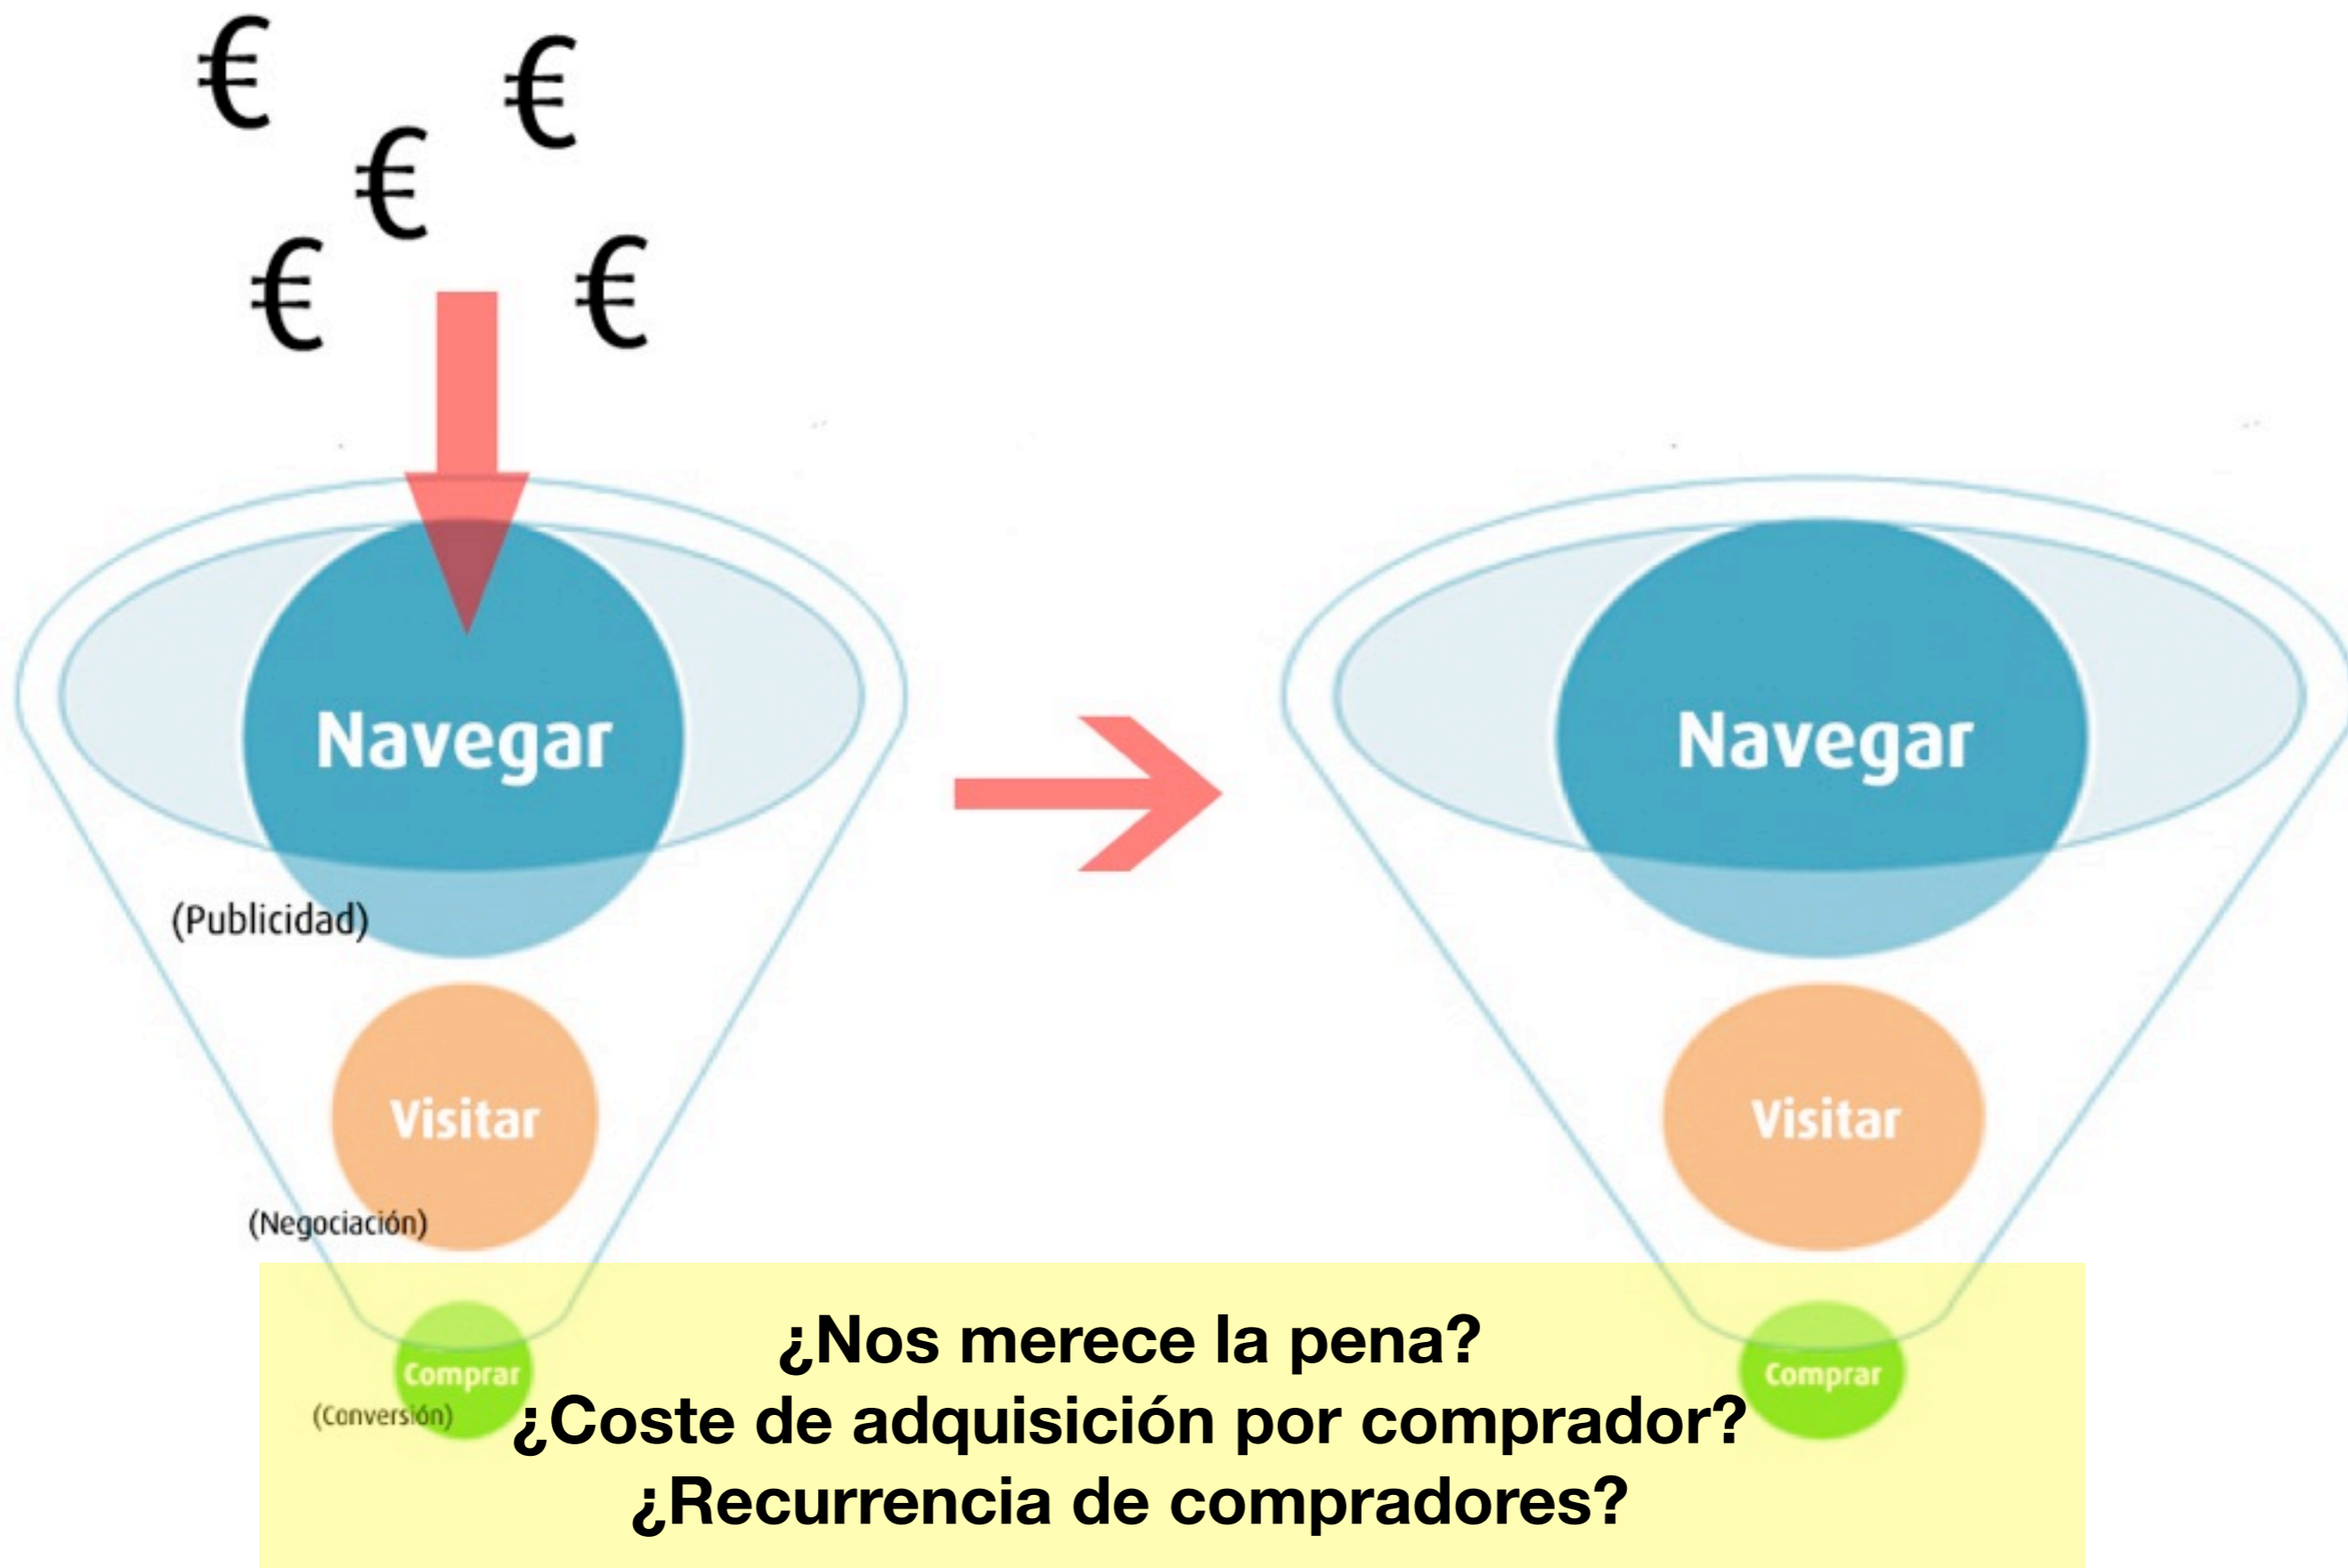 €
€
€
€
€
Navegar
(Publicidad)
Visitar
(Negociación)
Comprar
(Conversión)
Navegar
Visitar
Comprar
¿Nos merece la pena?
¿Coste de adquisición por comprador?
¿Recurrencia de compradores?